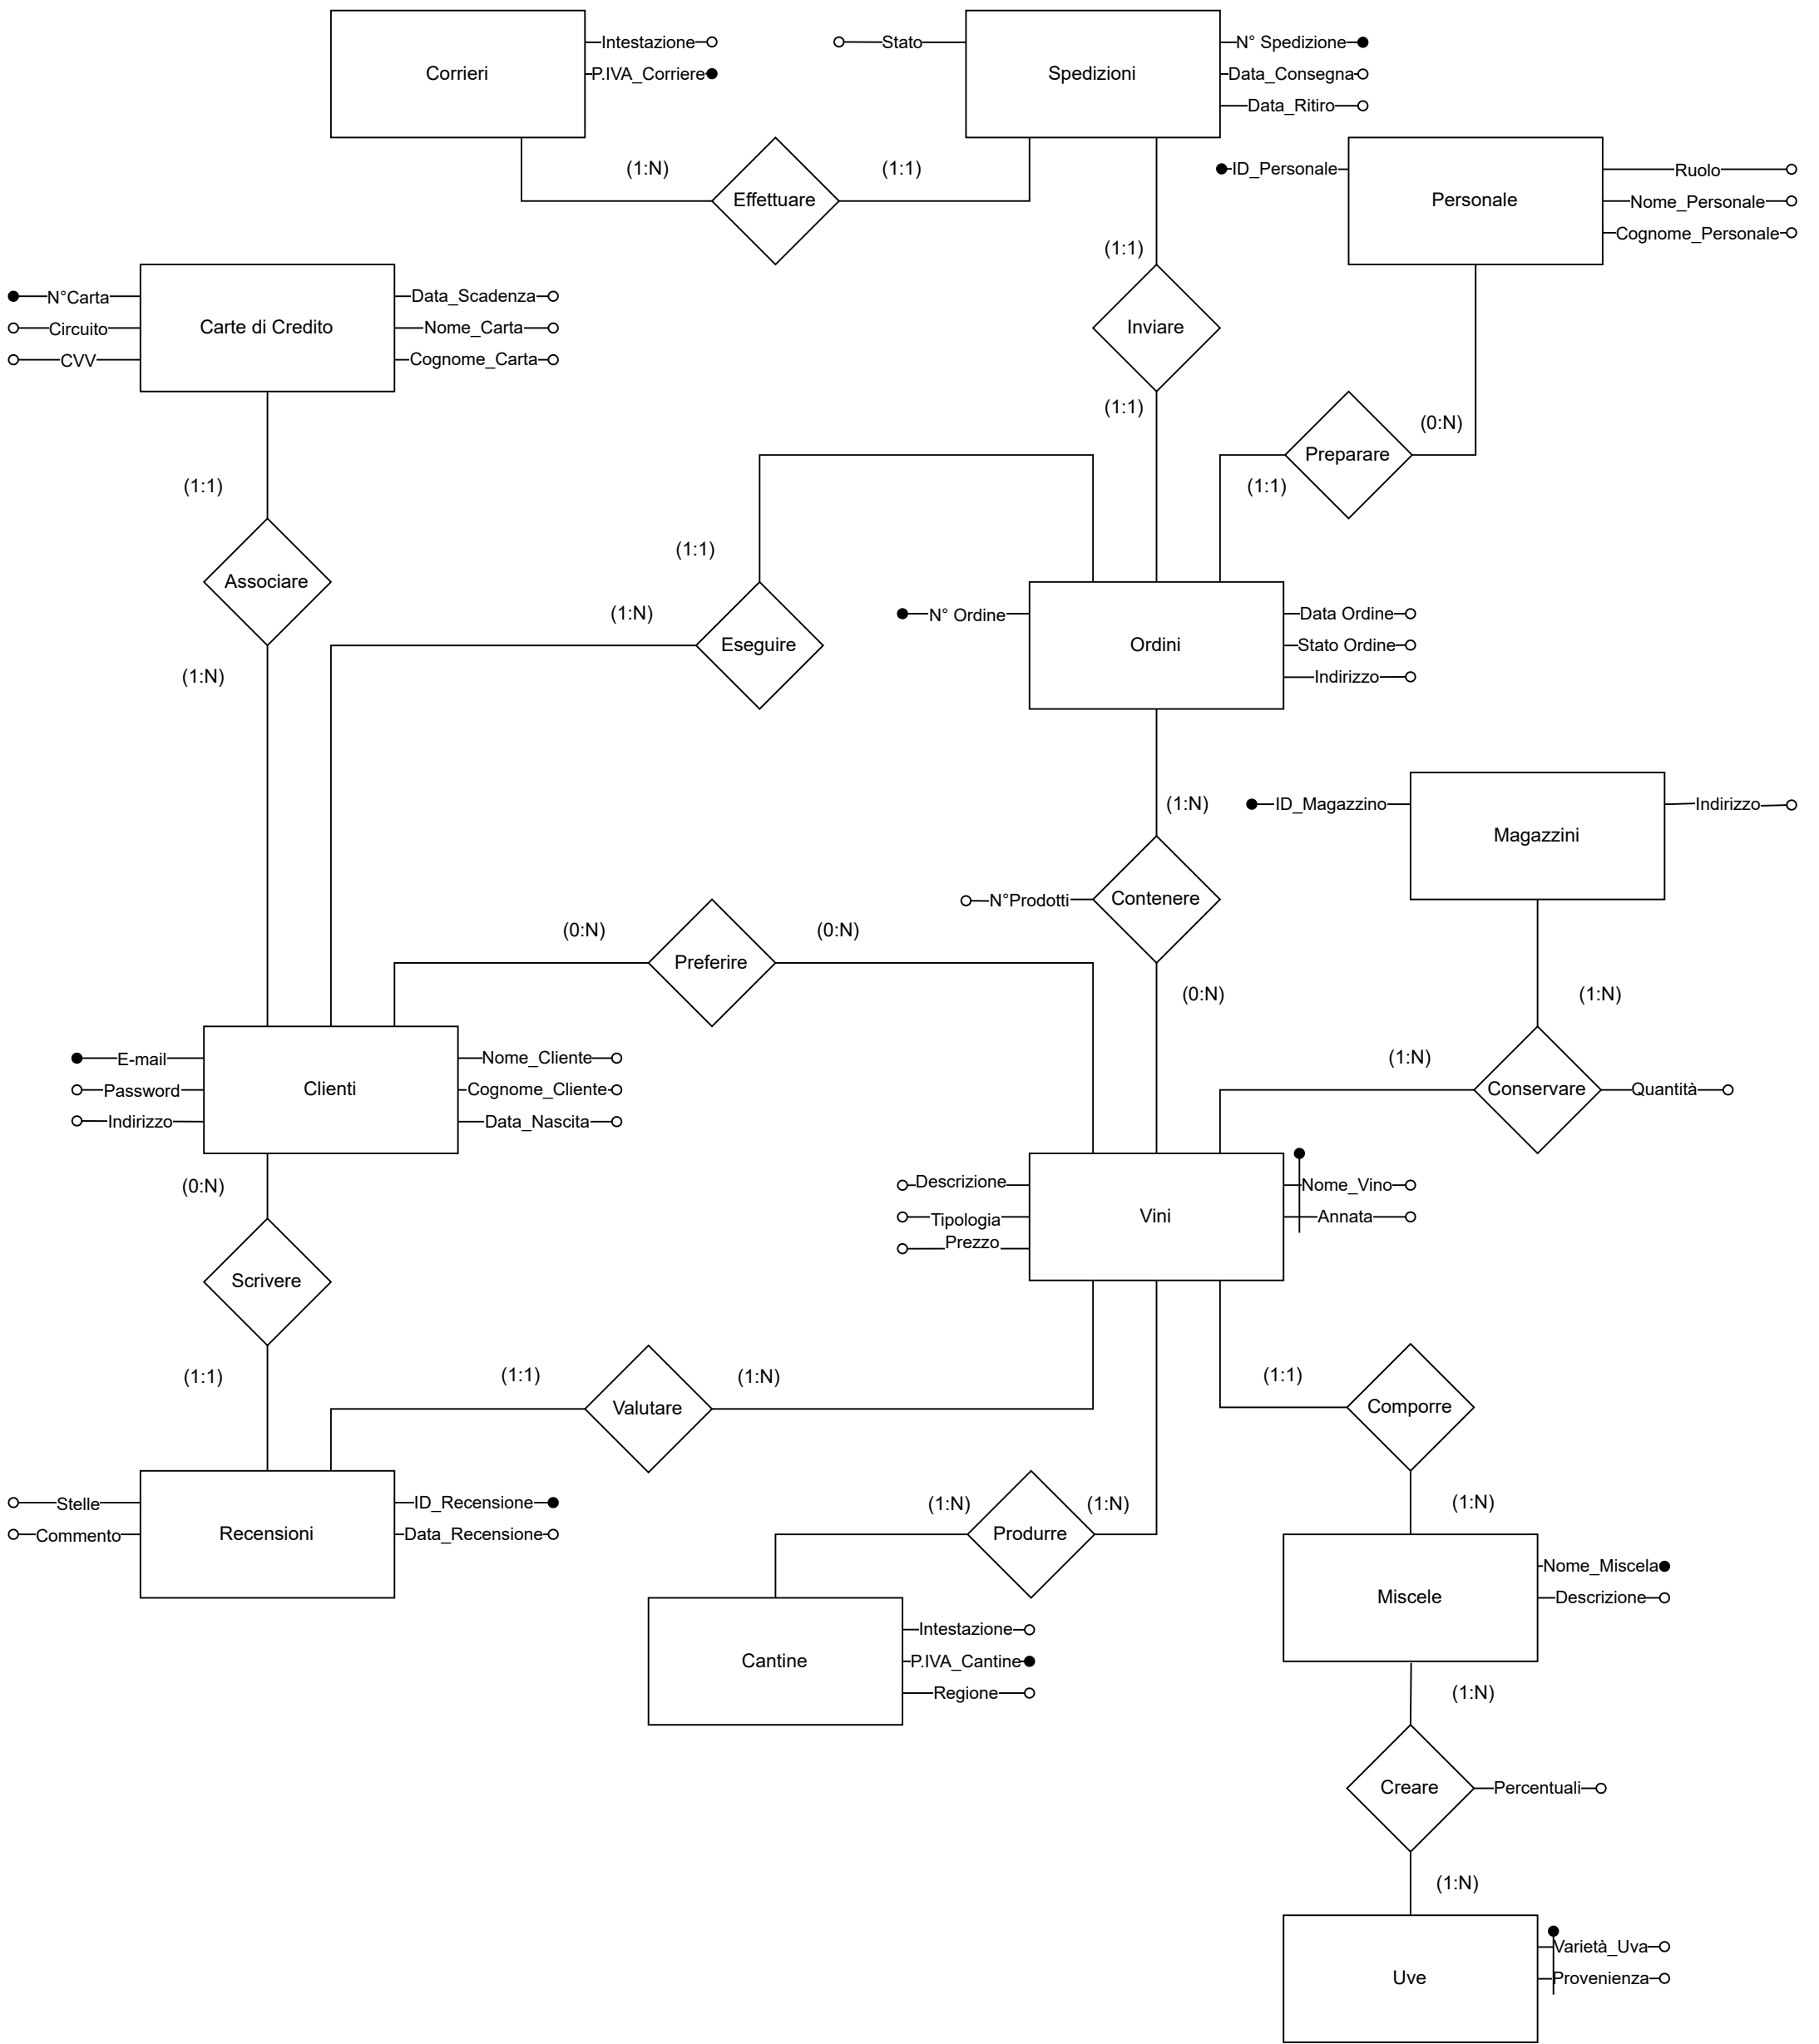 Corrieri
Intestazione
P.IVA_Corriere
Stato
Spedizioni
N° Spedizione
Data_Consegna
Data_Ritiro
(1:N)
Effettuare
(1:1)
ID_Personale
Personale
Ruolo
Nome_Personale
Cognome_Personale
(1:1)
Inviare
(1:1)
N°Carta
Circuito
CVV
Carte di Credito
Data_Scadenza
Nome_Carta
Cognome_Carta
(0:N)
Preparare
(1:1)
(1:1)
Associare
(1:N)
(1:1)
(1:N)
Eseguire
N° Ordine
Ordini
Data Ordine
Stato Ordine
Indirizzo
(1:N)
N°Prodotti
Contenere
(0:N)
ID_Magazzino
Magazzini
Indirizzo
(1:N)
(1:N)
Conservare
Quantità
(0:N)
Preferire
(0:N)
E-mail
Password
Indirizzo
Clienti
Nome_Cliente
Cognome_Cliente
Data_Nascita
(0:N)
Scrivere
(1:1)
Descrizione
Tipologia
Prezzo
Vini
Nome_Vino
Annata
(1:1)
Valutare
(1:N)
(1:1)
Comporre
(1:N)
Stelle
Commento
Recensioni
ID_Recensione
Data_Recensione
(1:N)
Produrre
(1:N)
Cantine
Intestazione
P.IVA_Cantine
Regione
Miscele
Nome_Miscela
Descrizione
(1:N)
Creare
Percentuali
(1:N)
Uve
Varietà_Uva
Provenienza